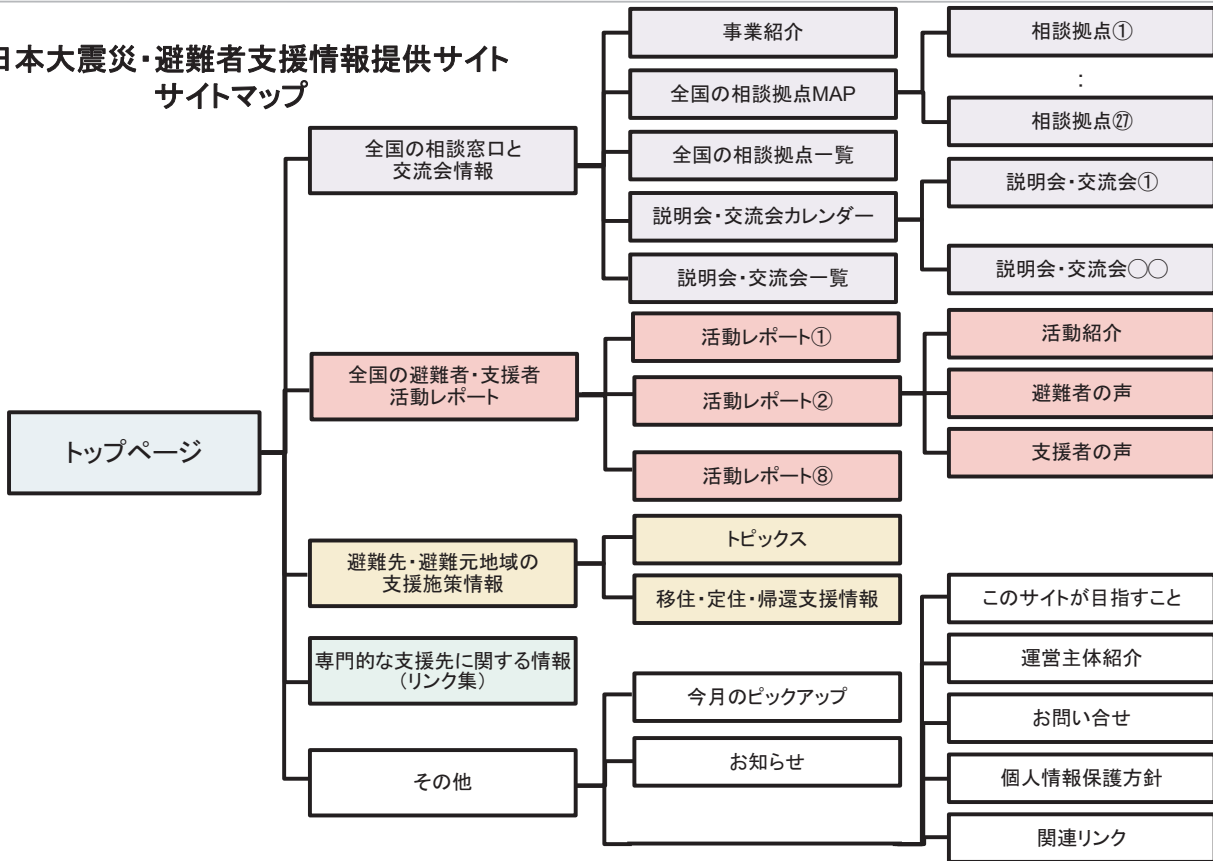 日本大震災・避難者支援情報提供サイト
サイトマップ
トップページ
全国の相談窓口と
交流会情報
事業紹介
全国の相談拠点MAP
相談拠点①
:
相談拠点㉗
全国の相談拠点一覧
説明会・交流会カレンダー
説明会・交流会①
説明会・交流会〇〇
説明会・交流会一覧
全国の避難者・支援者
活動レポート
活動レポート①
活動レポート②
活動紹介
避難者の声
支援者の声
活動レポート⑧
避難先・避難元地域の
支援施策情報
トピックス
移住・定住・帰還支援情報
専門的な支援先に関する情報
(リンク集)
その他
今月のピックアップ
お知らせ
このサイトが目指すこと
運営主体紹介
お問い合せ
個人情報保護方針
関連リンク